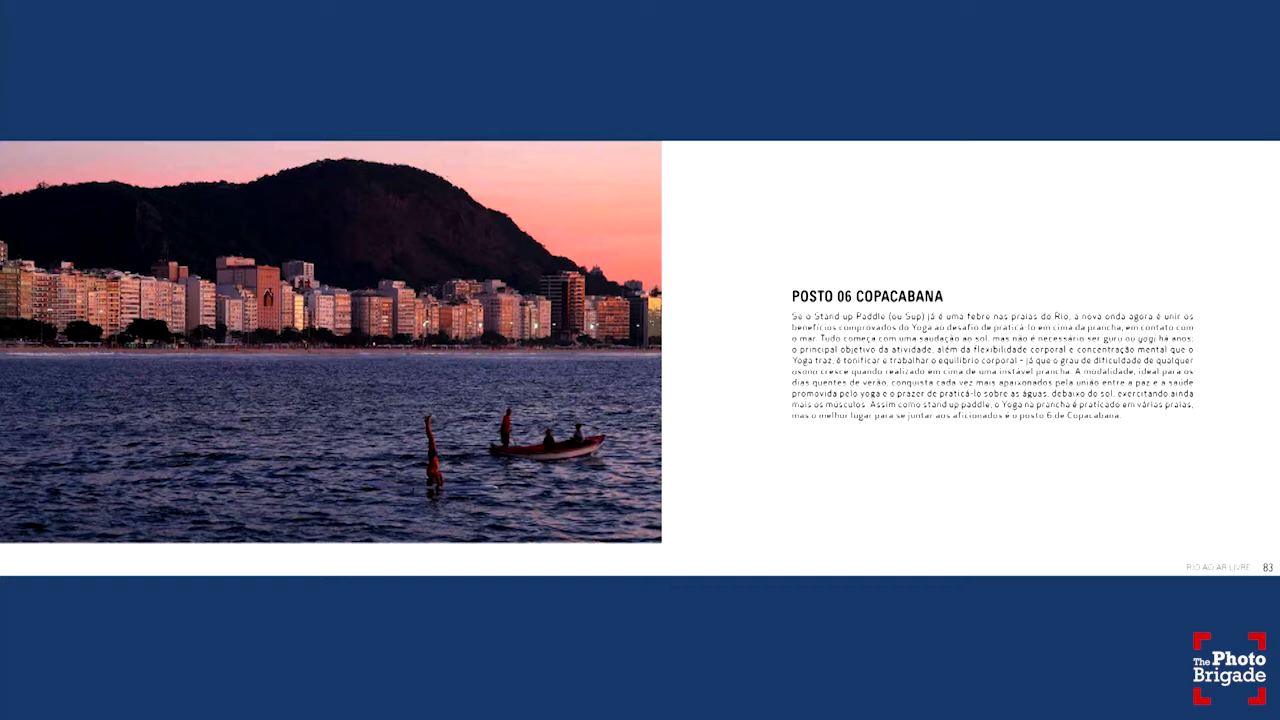 POSTO 06 COPACABANA
Se o Stand up Paddle (ou Sup) já é uma febre nas praias do Rio, a nova onda agora é unir os
benefícios comprovados do Yoga ao desafio de praticá-lo em cima da prancha, em contato com
o mar. Tudo começa com uma saudação ao sol, mas não é necessário ser guru ou yogi há anos;
o principal objetivo da atividade, além da flexibilidade corporal e concentração mental que o
Yoga traz, é tonificar e trabalhar o equilíbrio corporal – já que o grau de dificuldade de qualquer
asana cresce quando realizado em cima de uma instável prancha. A modalidade, ideal para os
dias quentes de verão, conquista cada vez mais apaixonados pela união entre a paz e a saúde
promovida pelo yoga e o prazer de praticá-lo sobre as águas, debaixo do sol, exercitando ainda
mais os músculos. Assim como stand up paddle, o Yoga na prancha é praticado em várias praias,
mas o melhor lugar para se juntar aos aficionados é o posto 6 de Copacabana.
RIO AO AR LIVRE 83
The Photo
Brigade